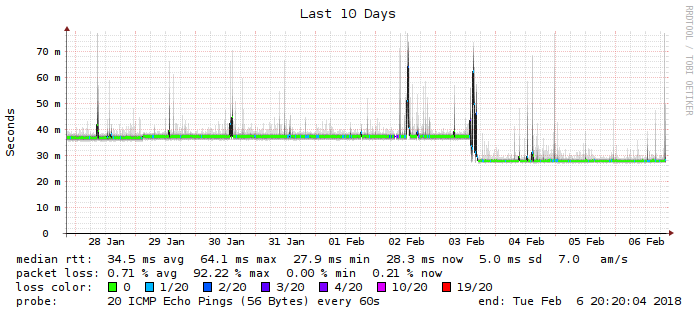 Last 10 Days
RRDTOOL / TOBI OETIKER
Seconds
70 m
60 m
50 m
40 m
30 m
20 m
10 m
0
28 Jan 29 Jan 30 Jan 31 Jan 01 Feb 02 Feb 03 Feb 04 Feb 05 Feb 06 Feb
median rtt: 34.5 ms avg 64.1 ms max 27.9 ms min 28.3 ms now 5.0 ms sd 7.0 am/s
packet loss: 0.71 % avg 92.22 % max 0.00 % min 0.21 % now
loss color: 0 1/20 2/20 3/20 4/20 10/20 19/20
probe: 20 ICMP Echo Pings (56 Bytes) every 60s end: Tue Feb 6 20:20:04 2018